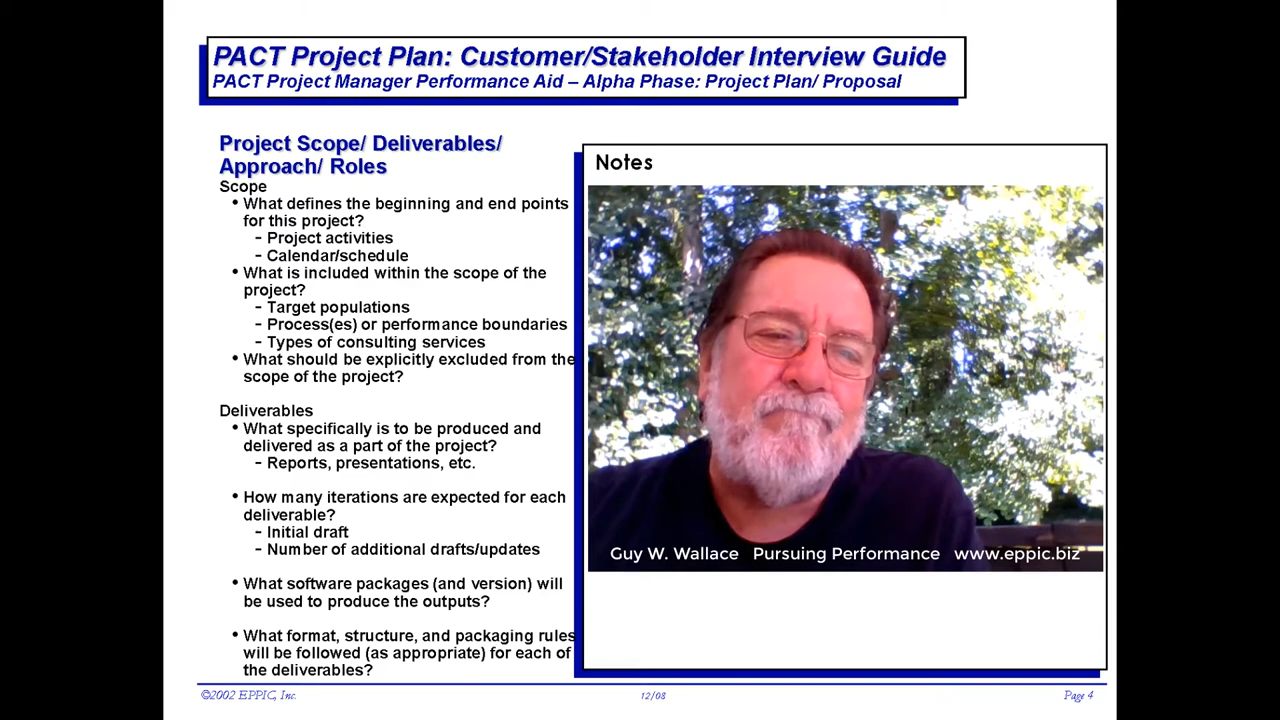 PACT Project Plan: Customer/Stakeholder Interview Guide
PACT Project Manager Performance Aid – Alpha Phase: Project Plan/ Proposal
Project Scope/ Deliverables/
Approach/ Roles
Scope
• What defines the beginning and end points
for this project?
- Project activities
- Calendar/schedule
• What is included within the scope of the
project?
- Target populations
- Process(es) or performance boundaries
- Types of consulting services
• What should be explicitly excluded from the
scope of the project?
Deliverables
• What specifically is to be produced and
delivered as a part of the project?
- Reports, presentations, etc.
• How many iterations are expected for each
deliverable?
- Initial draft
- Number of additional drafts/updates
• What software packages (and version) will
be used to produce the outputs?
• What format, structure, and packaging rules
will be followed (as appropriate) for each of
the deliverables?
Notes
Guy W. Wallace Pursuing Performance www.eppic.biz
©2002 EPPIC, Inc.
12/08
Page 4